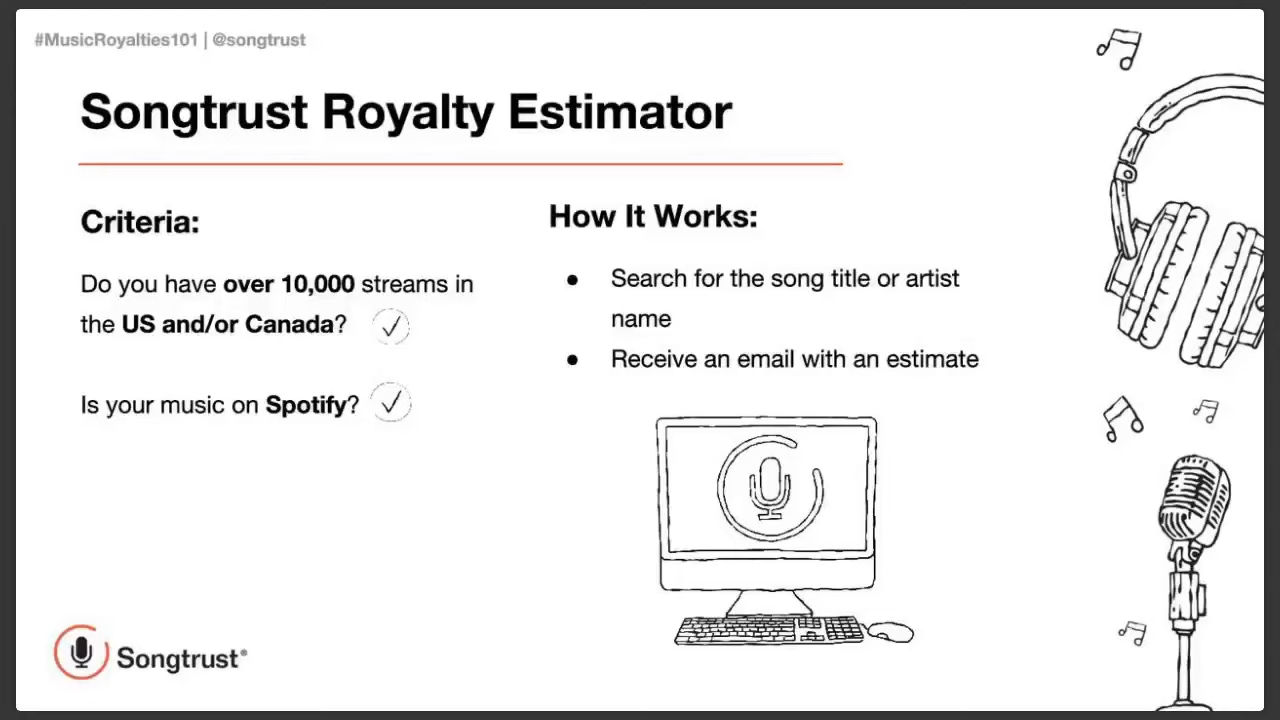 #MusicRoyalties101 | @songtrust
Songtrust Royalty Estimator
Criteria:
Do you have over 10,000 streams in
the US and/or Canada?
Is your music on Spotify?
How It Works:
● Search for the song title or artist
name
● Receive an email with an estimate
Songtrust®